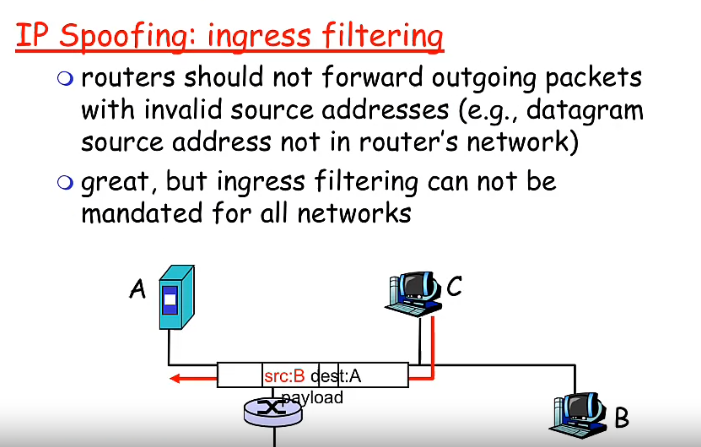 IP Spoofing: ingress filtering
routers should not forward outgoing packets
with invalid source addresses (e.g., datagram
source address not in router's network)
great, but ingress filtering can not be
mandated for all networks
A
C
src:B dest:A
payload
B